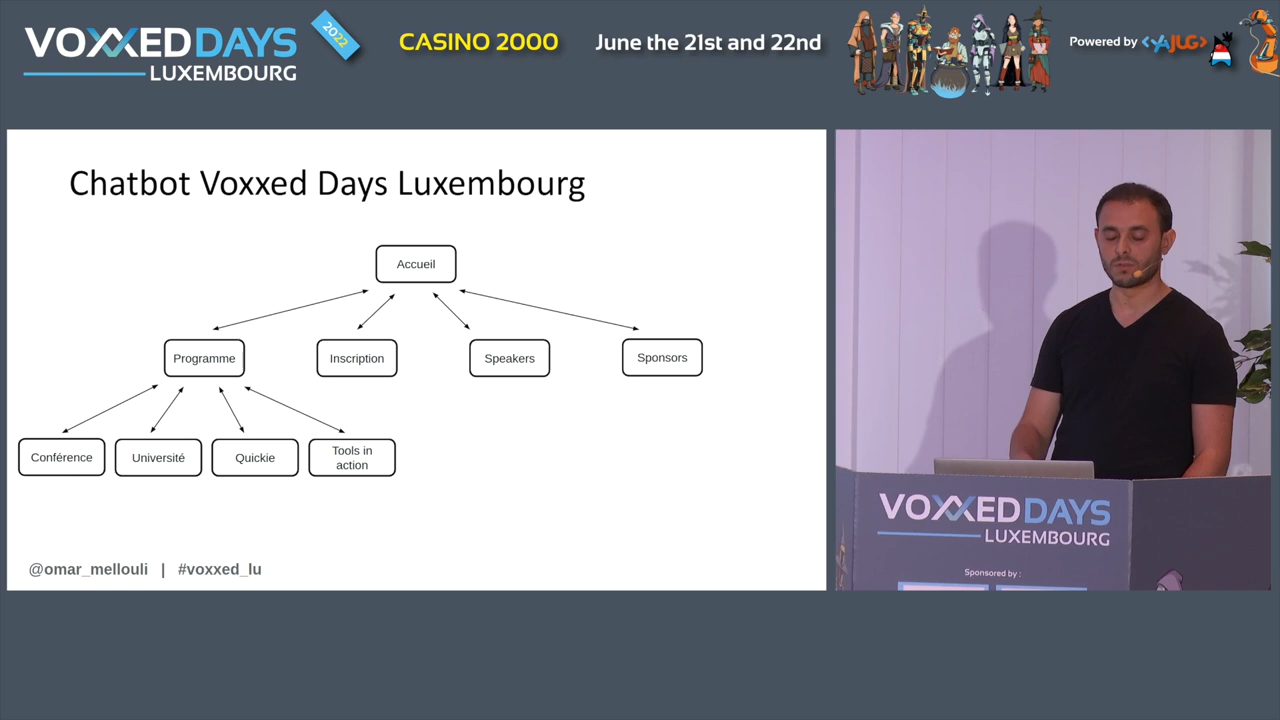 VOXXED DAYS
LUXEMBOURG
2022
CASINO 2000
June the 21st and 22nd
Powered by <YAJUG>
Chatbot Voxxed Days Luxembourg
Accueil
Programme
Inscription
Speakers
Sponsors
Conférence
Université
Quickie
Tools in
action
@omar_mellouli | #voxxed_lu
VOXXED DAYS
LUXEMBOURG
Sponsored by :